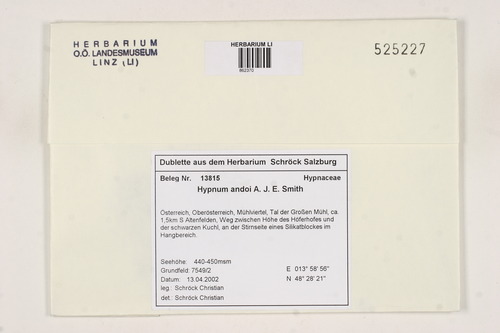 HERBARIUM
O.Ö. LANDESMUSEUM
LINZ (LI)
HERBARIUM LI
862370
525227
Dublette aus dem Herbarium Schröck Salzburg
Beleg Nr. 13815 Hypnaceae
Hypnum andoi A. J. E. Smith
Österreich, Oberösterreich, Mühlviertel, Tal der Großen Mühl, ca.
1,5km S Altenfelden, Weg zwischen Höhe des Höferhofes und
der schwarzen Kuchl, an der Stirnseite eines Silikatblockes im
Hangbereich.
Seehöhe: 440-450msm
Grundfeld: 7549/2 E 013° 58' 56"
Datum: 13.04.2002 N 48° 28' 21"
leg.: Schröck Christian
det.: Schröck Christian